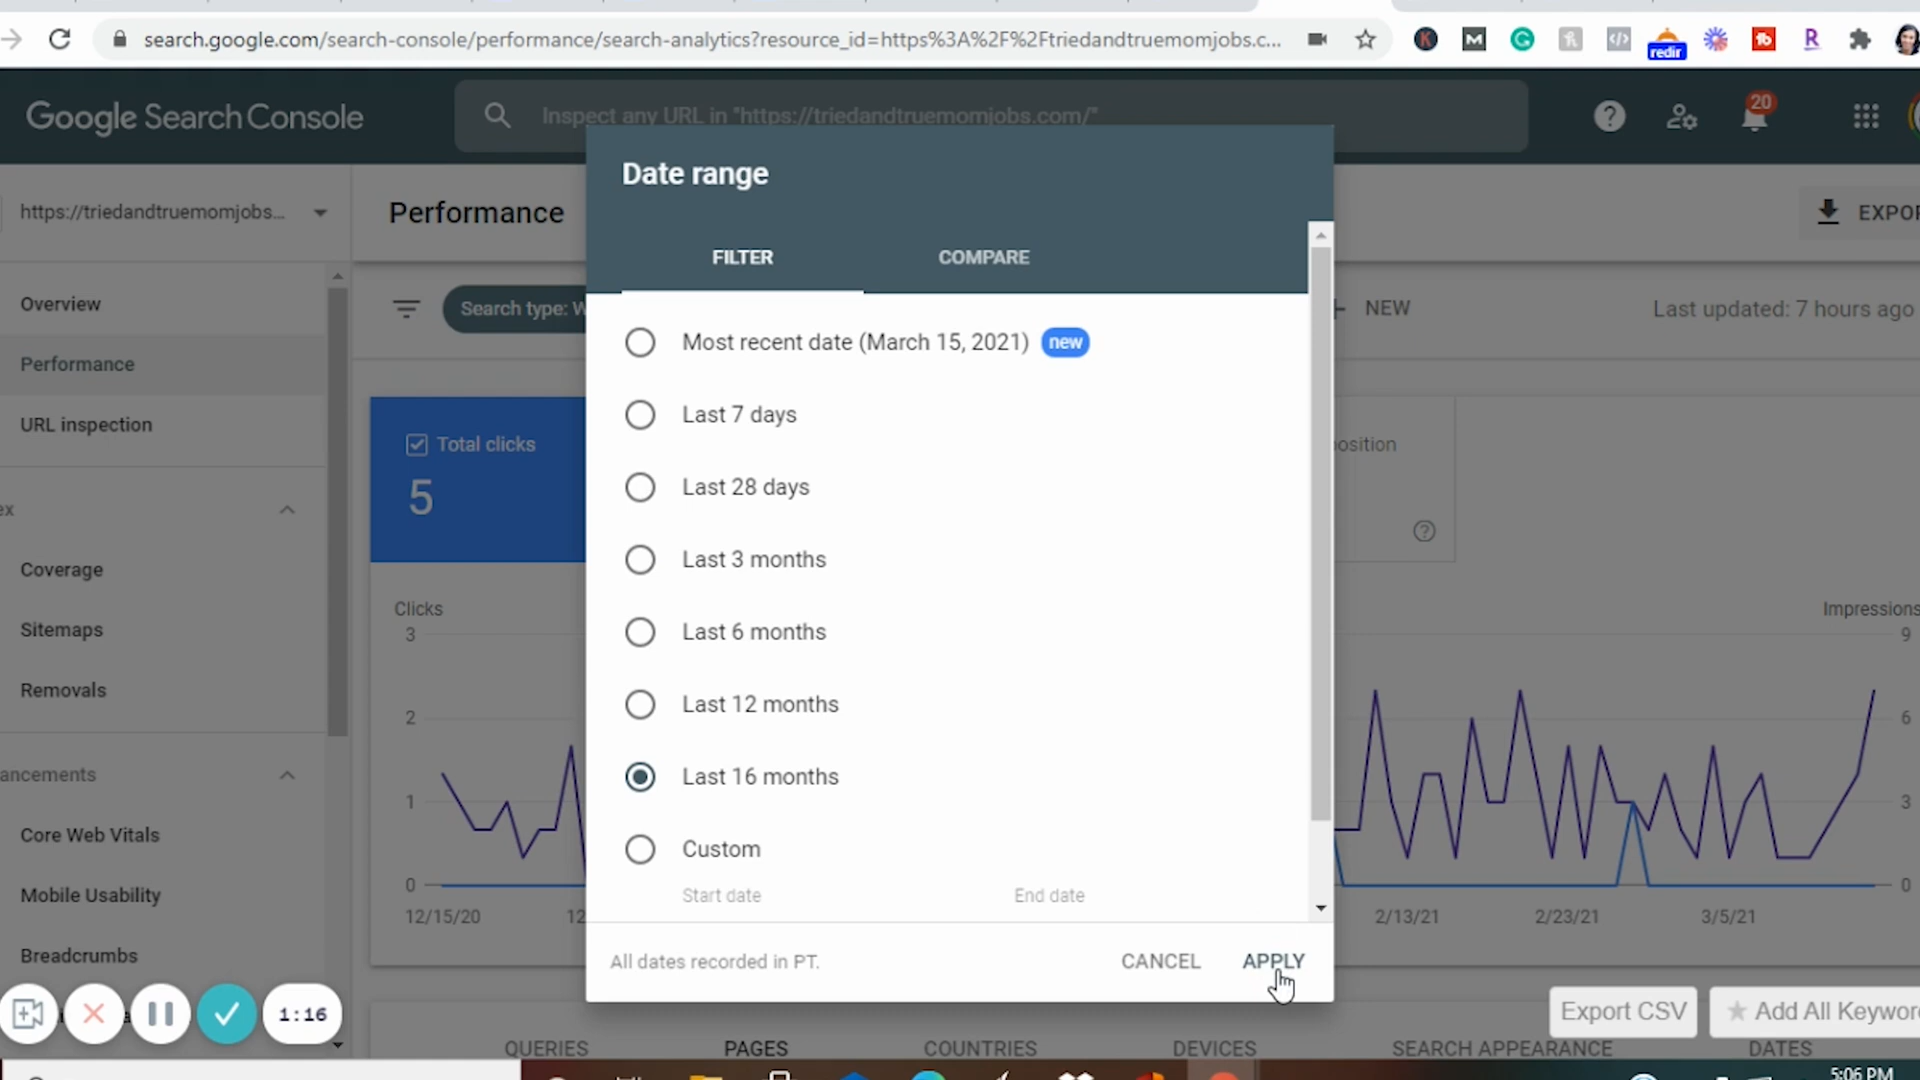 search.google.com/search-console/performance/search-analytics?resource_id=https%3A%2F%2Ftriedandtruemomjobs.c...
redir
Google Search Console
Inspect any URL in "https://triedandtruemomjobs.com/"
20
https://triedandtruemomjobs...
Performance
EXPOR
Date range
FILTER
COMPARE
Overview
Performance
URL inspection
ex
Coverage
Sitemaps
Removals
ancements
Core Web Vitals
Mobile Usability
Breadcrumbs
Search type: W
NEW
Last updated: 7 hours ago
Most recent date (March 15, 2021) new
Last 7 days
Last 28 days
Last 3 months
Last 6 months
Last 12 months
Last 16 months
Custom
Start date
End date
All dates recorded in PT.
CANCEL
APPLY
Total clicks
5
osition
Clicks
3
2
1
0
Impressions
9
6
3
0
12/15/20
12
2/13/21
2/23/21
3/5/21
1:16
Export CSV
Add All Keywor
QUERIES
PAGES
COUNTRIES
DEVICES
SEARCH APPEARANCE
DATES
5:06 PM